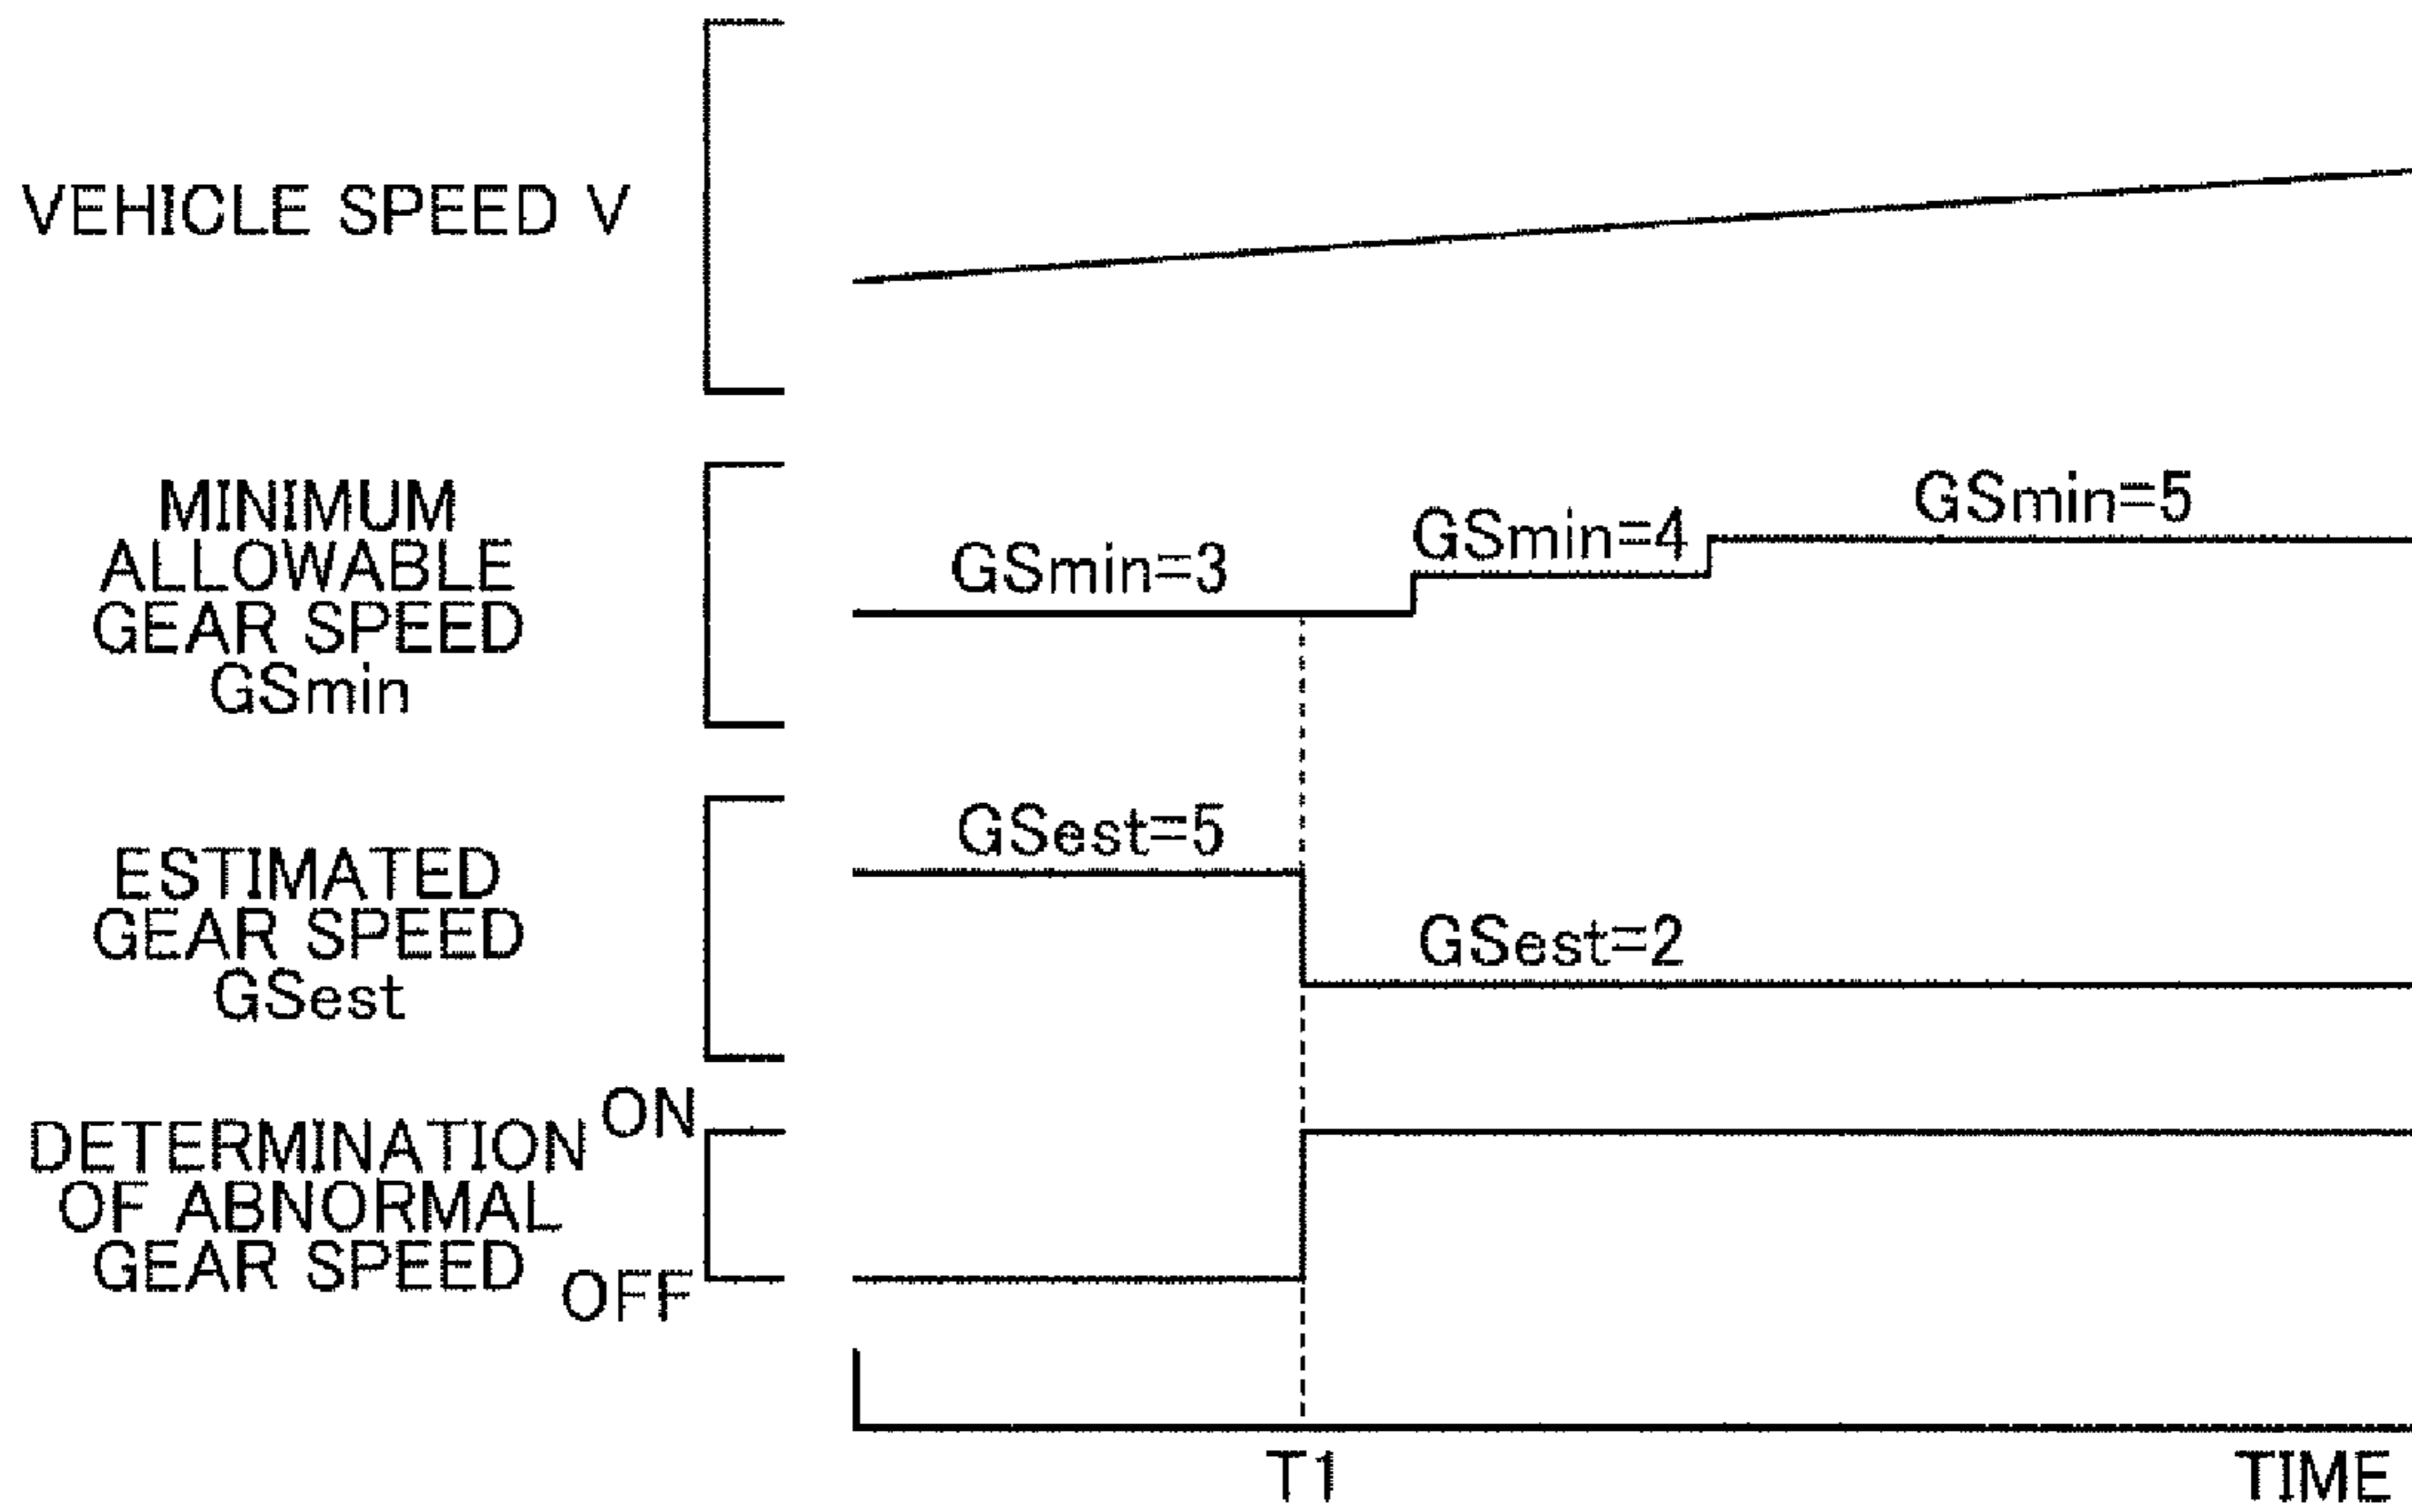 VEHICLE SPEED V
MINIMUM
ALLOWABLE
GEAR SPEED
GSmin
GSmin=3
GSmin=4
GSmin=5
ESTIMATED
GEAR SPEED
GSest
GSest=5
GSest=2
DETERMINATION
OF ABNORMAL
GEAR SPEED
ON
OFF
T1
TIME